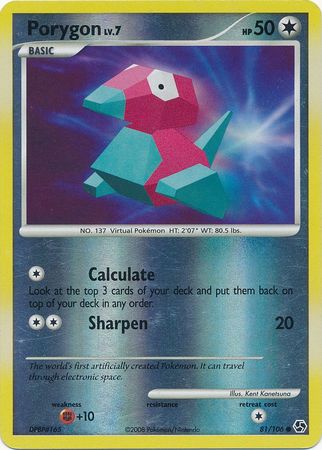 Porygon LV.7 HP 50
BASIC
NO. 137 Virtual Pokémon HT: 2'07" WT: 80.5 lbs.
Calculate
Look at the top 3 cards of your deck and put them back on
top of your deck in any order.
Sharpen 20
The world's first artificially created Pokémon. It can travel
through electronic space.
Illus. Kent Kanetsuna
weakness resistance retreat cost
+10
DPBP#165 ©2008 Pokémon/Nintendo 81/106